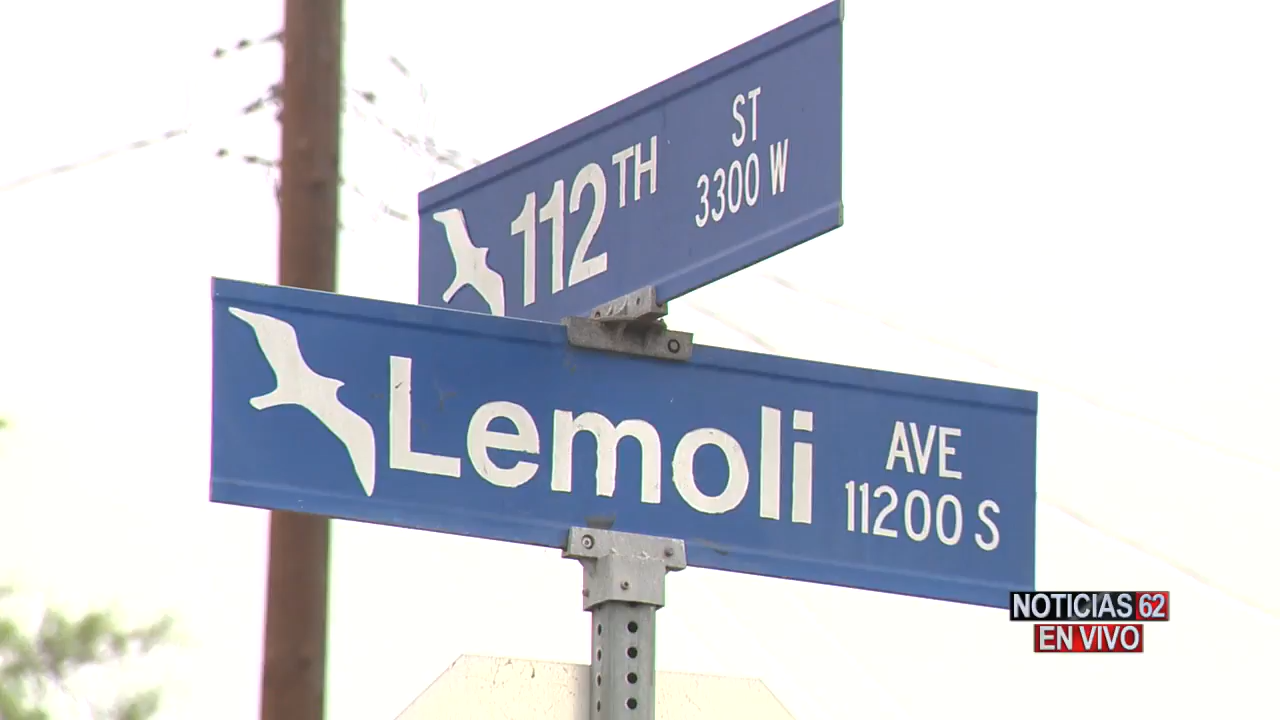 112TH ST
3300 W
Lemoli AVE
11200 S
NOTICIAS 62
EN VIVO